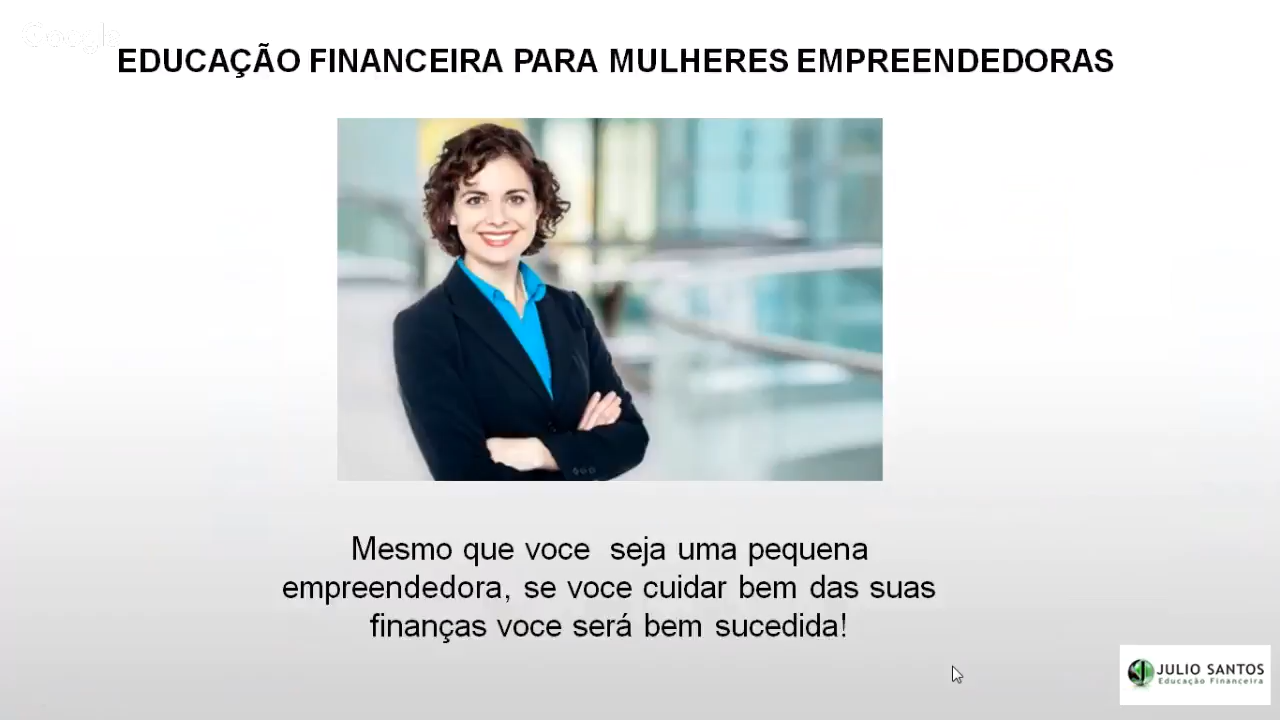 Google
EDUCAÇÃO FINANCEIRA PARA MULHERES EMPREENDEDORAS
Mesmo que voce seja uma pequena
empreendedora, se voce cuidar bem das suas
finanças voce será bem sucedida!
JULIO SANTOS
Educação Financeira